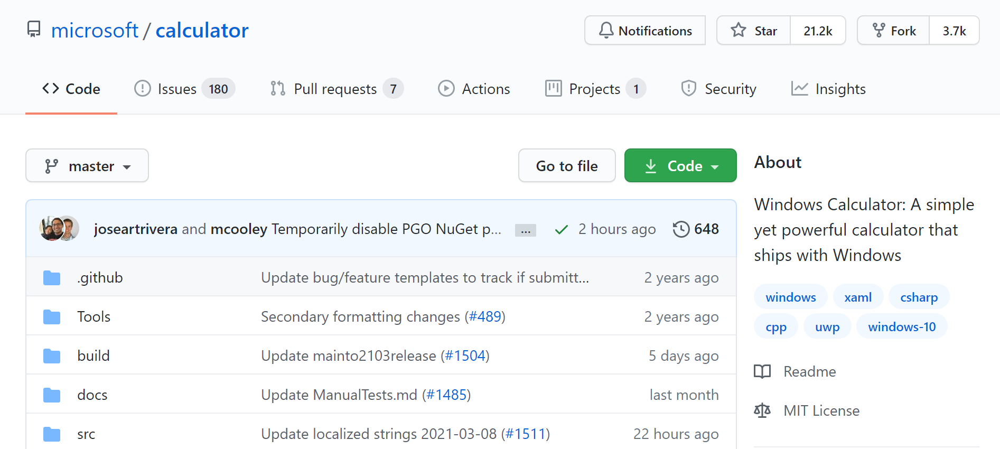 microsoft / calculator
Notifications
Star 21.2k
Fork 3.7k
Code
Issues 180
Pull requests 7
Actions
Projects 1
Security
Insights
master
Go to file
Code
joseartrivera and mcooley Temporarily disable PGO NuGet p... ... 2 hours ago 648
.github Update bug/feature templates to track if submitt... 2 years ago
Tools Secondary formatting changes (#489) 2 years ago
build Update mainto2103release (#1504) 5 days ago
docs Update ManualTests.md (#1485) last month
src Update localized strings 2021-03-08 (#1511) 22 hours ago
About
Windows Calculator: A simple
yet powerful calculator that
ships with Windows
windows xaml csharp
cpp uwp windows-10
Readme
MIT License